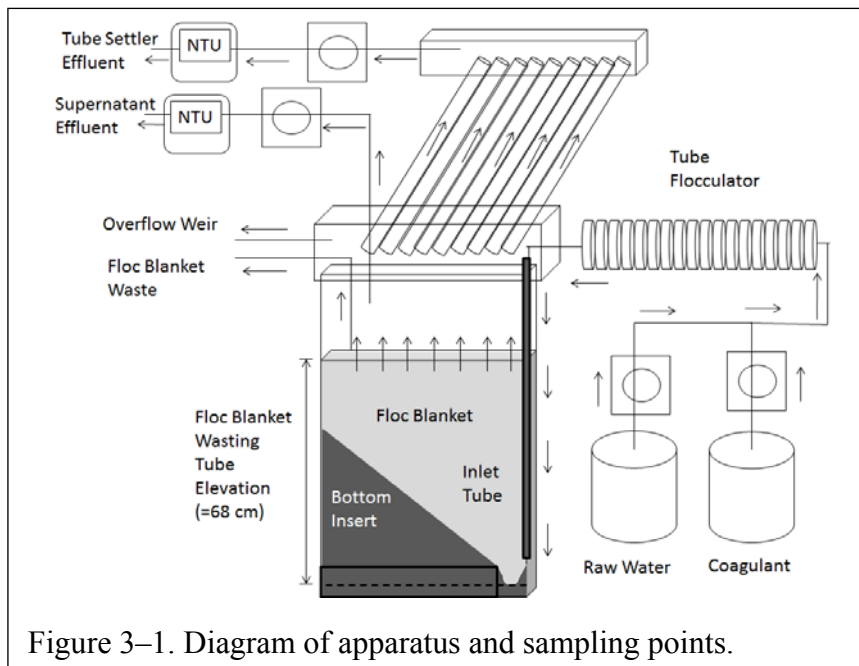 Tube Settler
Effluent
NTU
Supernatant
Effluent
NTU
Tube
Flocculator
Overflow Weir
Floc Blanket
Waste
Floc Blanket
Wasting
Tube
Elevation
(=68 cm)
Floc Blanket
Inlet
Tube
Bottom
Insert
Raw Water
Coagulant
Figure 3–1. Diagram of apparatus and sampling points.